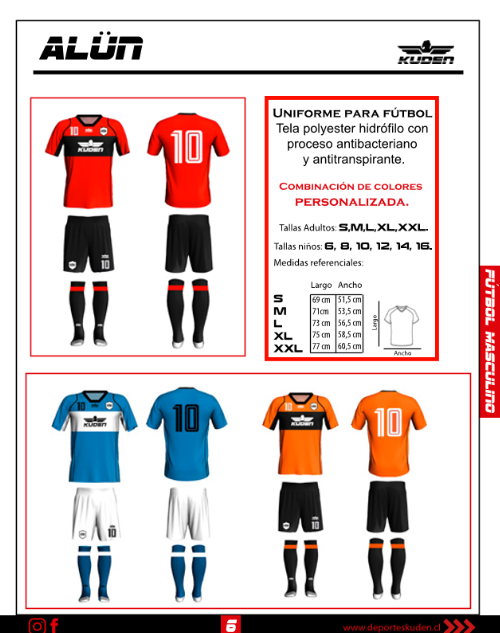 ALÜN
KUDEN
UNIFORME PARA FÚTBOL
Tela polyester hidrófilo con
proceso antibacteriano
y antitranspirante.
COMBINACIÓN DE COLORES
PERSONALIZADA.
Tallas Adultos: S,M,L,XL,XXL.
Tallas niños: 6, 8, 10, 12, 14, 16.
Medidas referenciales:
Largo Ancho
S 69 cm 51,5 cm
M 71cm 53,5 cm
L 73 cm 56,5 cm
XL 75 cm 58,5 cm
XXL 77 cm 60,5 cm
Largo
Ancho
10
KUDEN
10
10
FÚTBOL MASCULINO
10
KUDEN
10
10
10
KUDEN
10
10
6
www.deporteskuden.cl